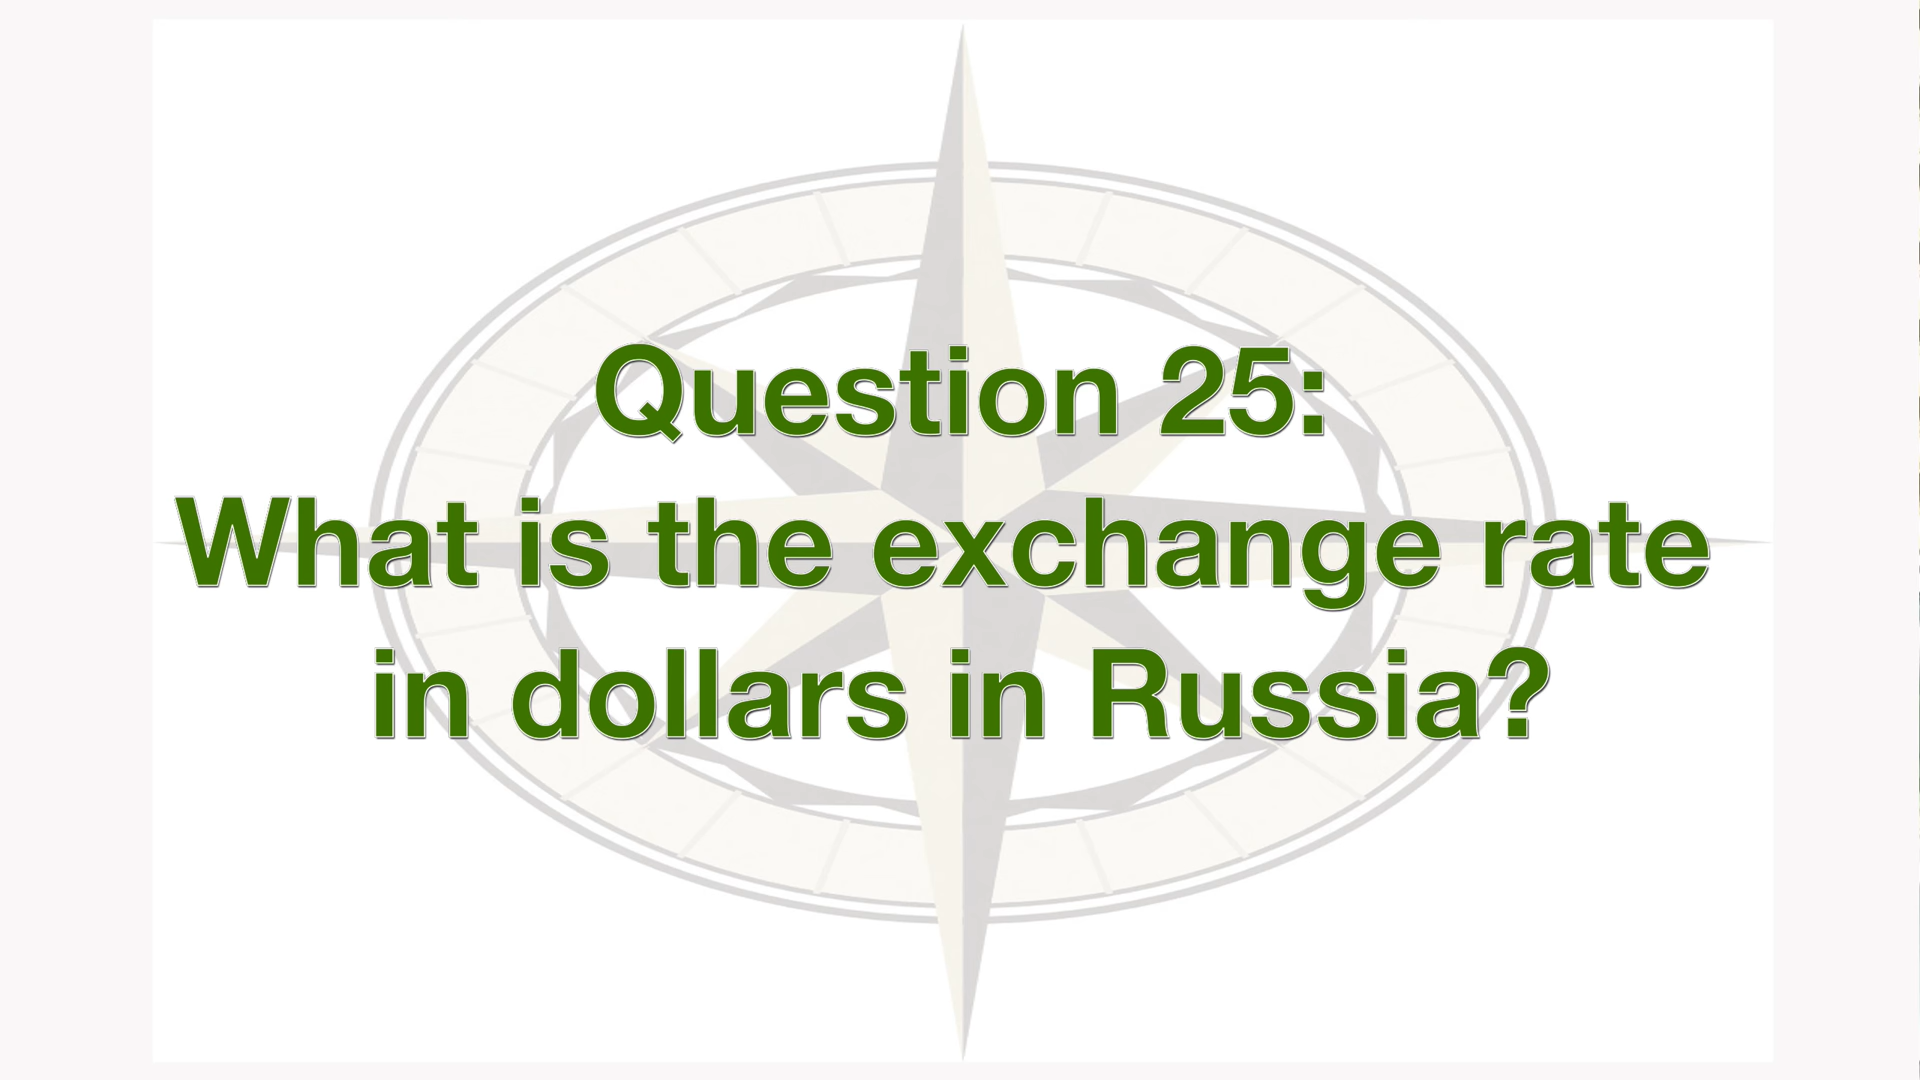 Question 25:
What is the exchange rate
in dollars in Russia?